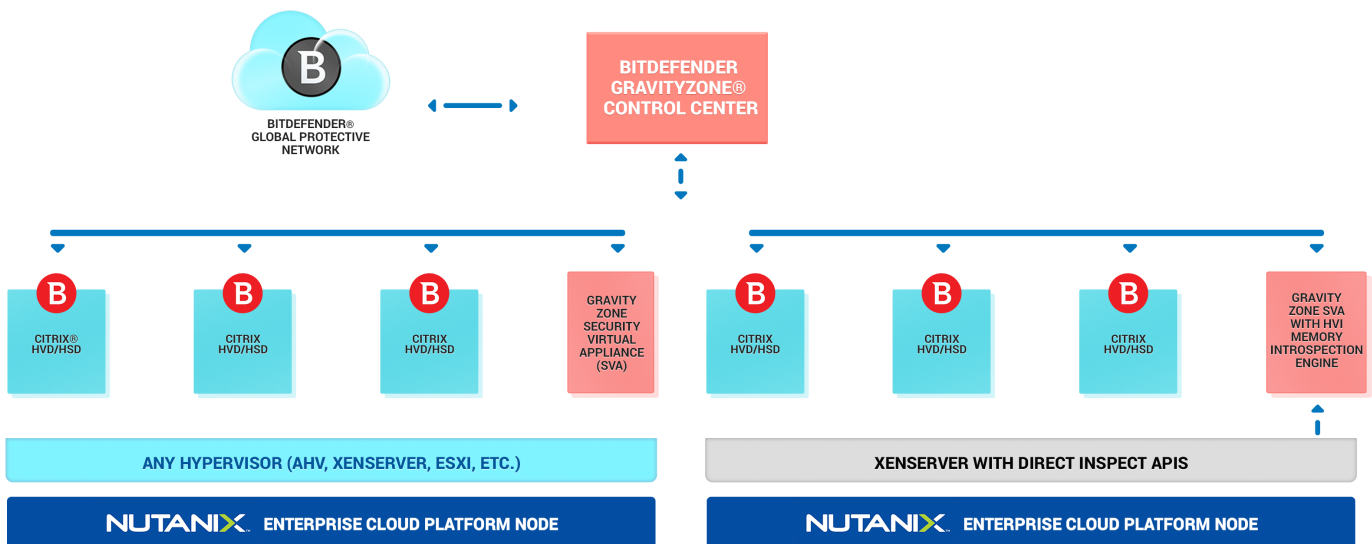 B
BITDEFENDER®
GLOBAL PROTECTIVE
NETWORK
BITDEFENDER
GRAVITYZONE®
CONTROL CENTER
B
CITRIX®
HVD/HSD
B
CITRIX
HVD/HSD
B
CITRIX
HVD/HSD
GRAVITY
ZONE
SECURITY
VIRTUAL
APPLIANCE
(SVA)
B
CITRIX
HVD/HSD
B
CITRIX
HVD/HSD
B
CITRIX
HVD/HSD
GRAVITY
ZONE SVA
WITH HVI
MEMORY
INTROSPECTION
ENGINE
ANY HYPERVISOR (AHV, XENSERVER, ESXI, ETC.)
XENSERVER WITH DIRECT INSPECT APIS
NUTANIX ENTERPRISE CLOUD PLATFORM NODE
NUTANIX ENTERPRISE CLOUD PLATFORM NODE